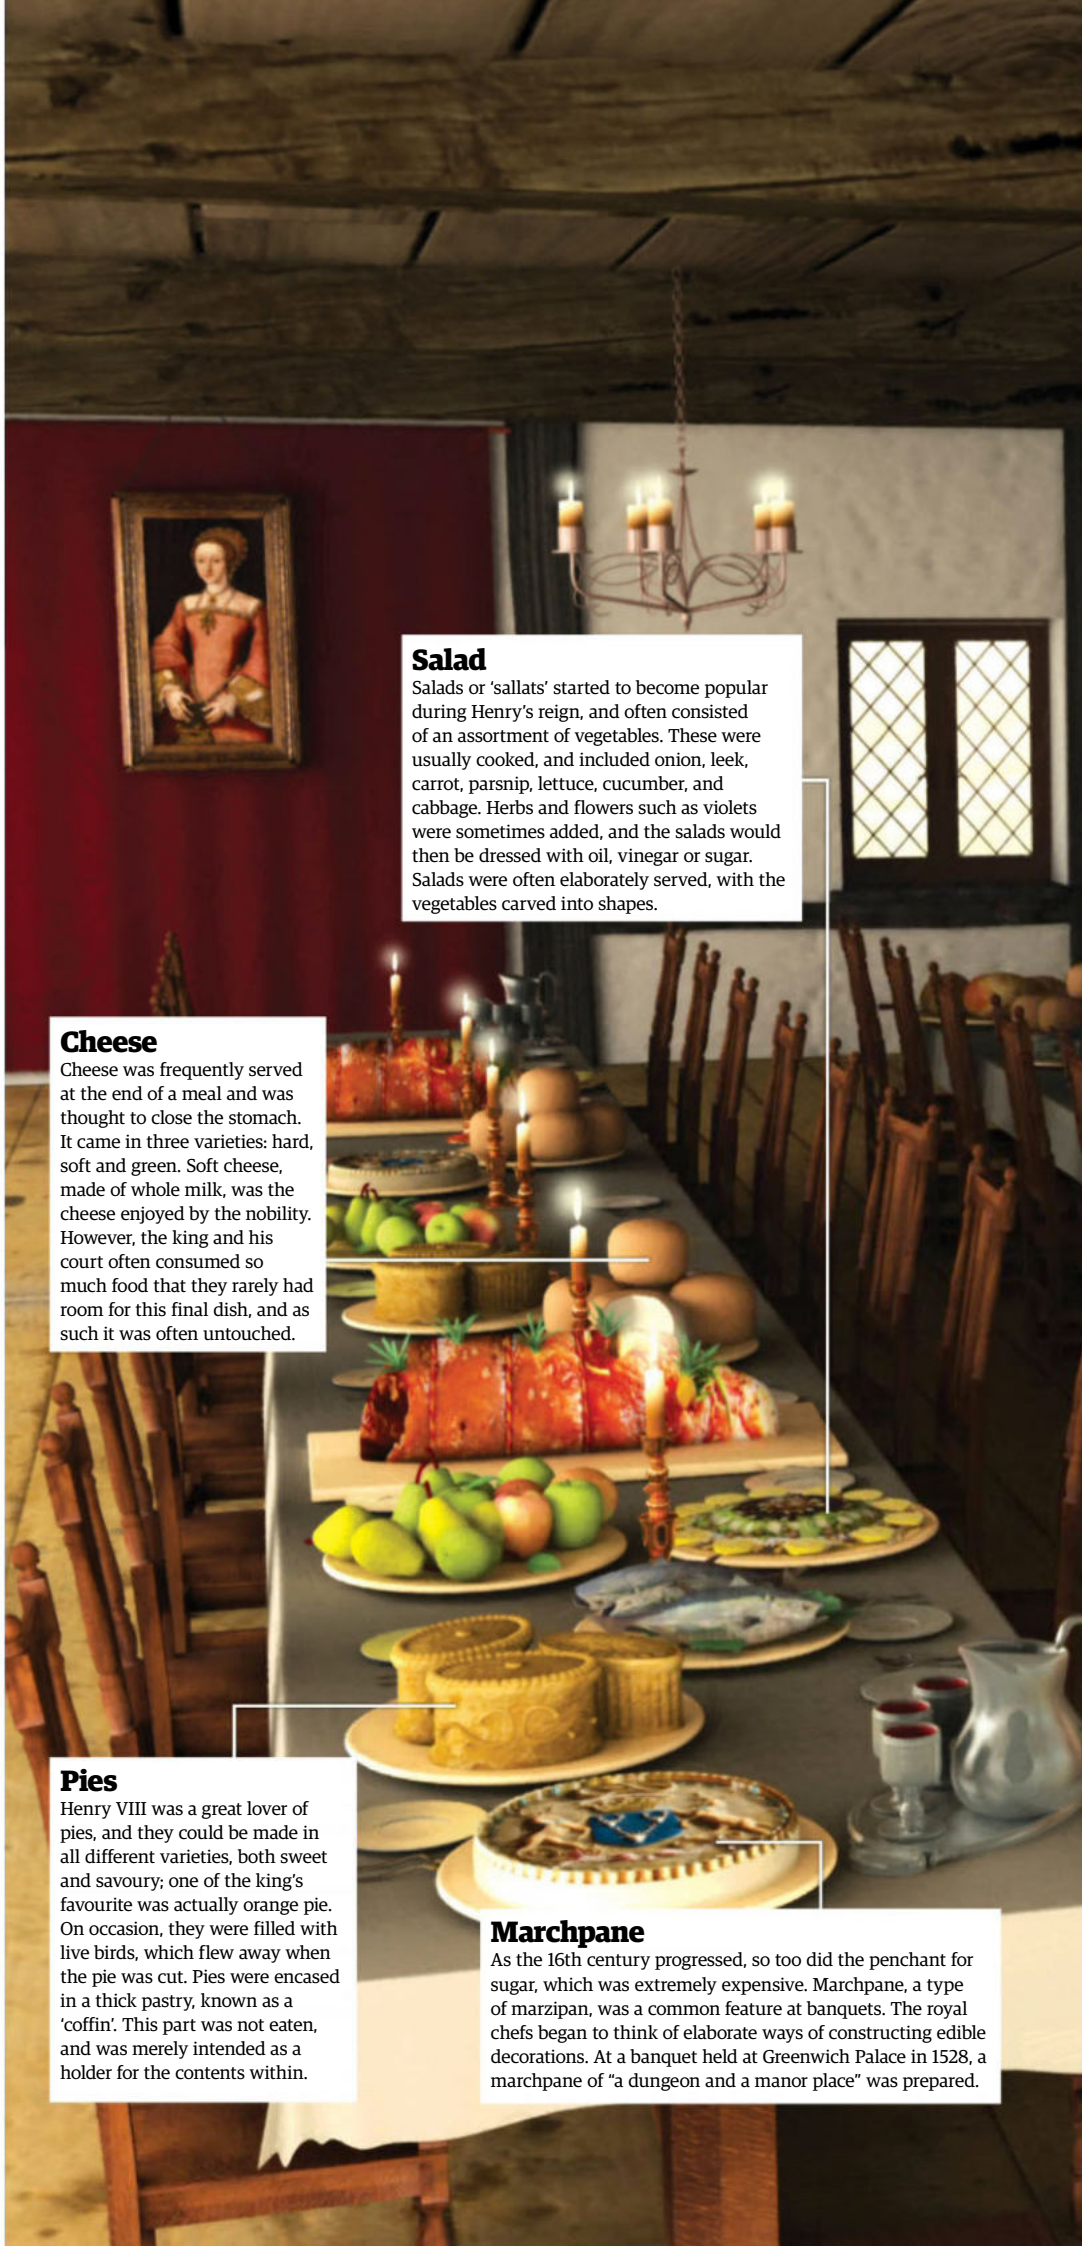 Salad
Salads or ‘sallats’ started to become popular
during Henry’s reign, and often consisted
of an assortment of vegetables. These were
usually cooked, and included onion, leek,
carrot, parsnip, lettuce, cucumber, and
cabbage. Herbs and flowers such as violets
were sometimes added, and the salads would
then be dressed with oil, vinegar or sugar.
Salads were often elaborately served, with the
vegetables carved into shapes.
Cheese
Cheese was frequently served
at the end of a meal and was
thought to close the stomach.
It came in three varieties: hard,
soft and green. Soft cheese,
made of whole milk, was the
cheese enjoyed by the nobility.
However, the king and his
court often consumed so
much food that they rarely had
room for this final dish, and as
such it was often untouched.
Pies
Henry VIII was a great lover of
pies, and they could be made in
all different varieties, both sweet
and savoury; one of the king’s
favourite was actually orange pie.
On occasion, they were filled with
live birds, which flew away when
the pie was cut. Pies were encased
in a thick pastry, known as a
‘coffin’. This part was not eaten,
and was merely intended as a
holder for the contents within.
Marchpane
As the 16th century progressed, so too did the penchant for
sugar, which was extremely expensive. Marchpane, a type
of marzipan, was a common feature at banquets. The royal
chefs began to think of elaborate ways of constructing edible
decorations. At a banquet held at Greenwich Palace in 1528, a
marchpane of “a dungeon and a manor place” was prepared.